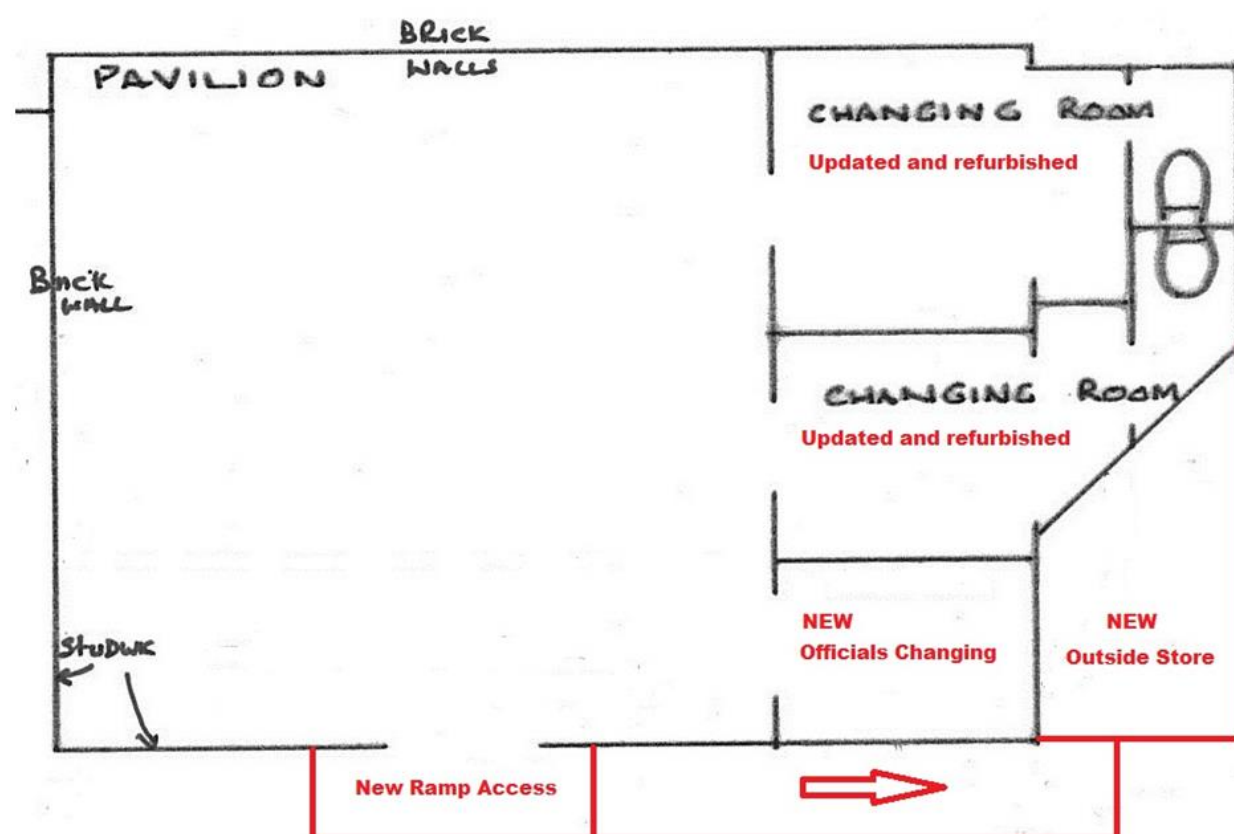 BRICK
WALLS
PAVILION
CHANGING ROOM
Updated and refurbished
Brick
WALL
CHANGING ROOM
Updated and refurbished
NEW
Officials Changing
NEW
Outside Store
STUDWK
New Ramp Access